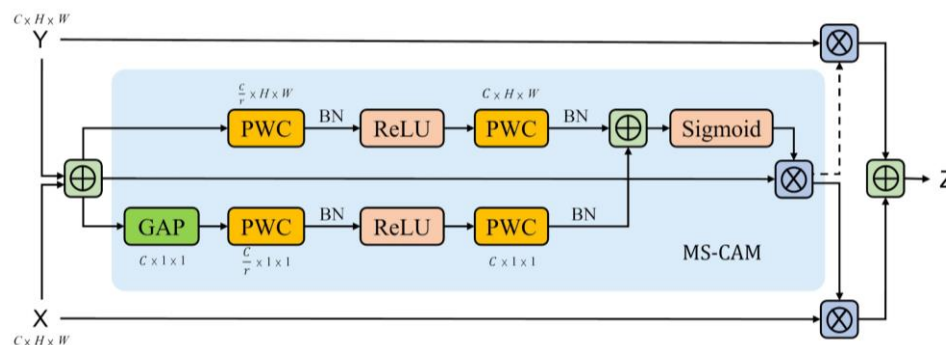 C × H × W
Y
C/r × H × W
C × H × W
PWC
BN
ReLU
PWC
BN
Sigmoid
GAP
PWC
BN
ReLU
PWC
BN
C × 1 × 1
C/r × 1 × 1
C × 1 × 1
MS-CAM
Z
X
C × H × W